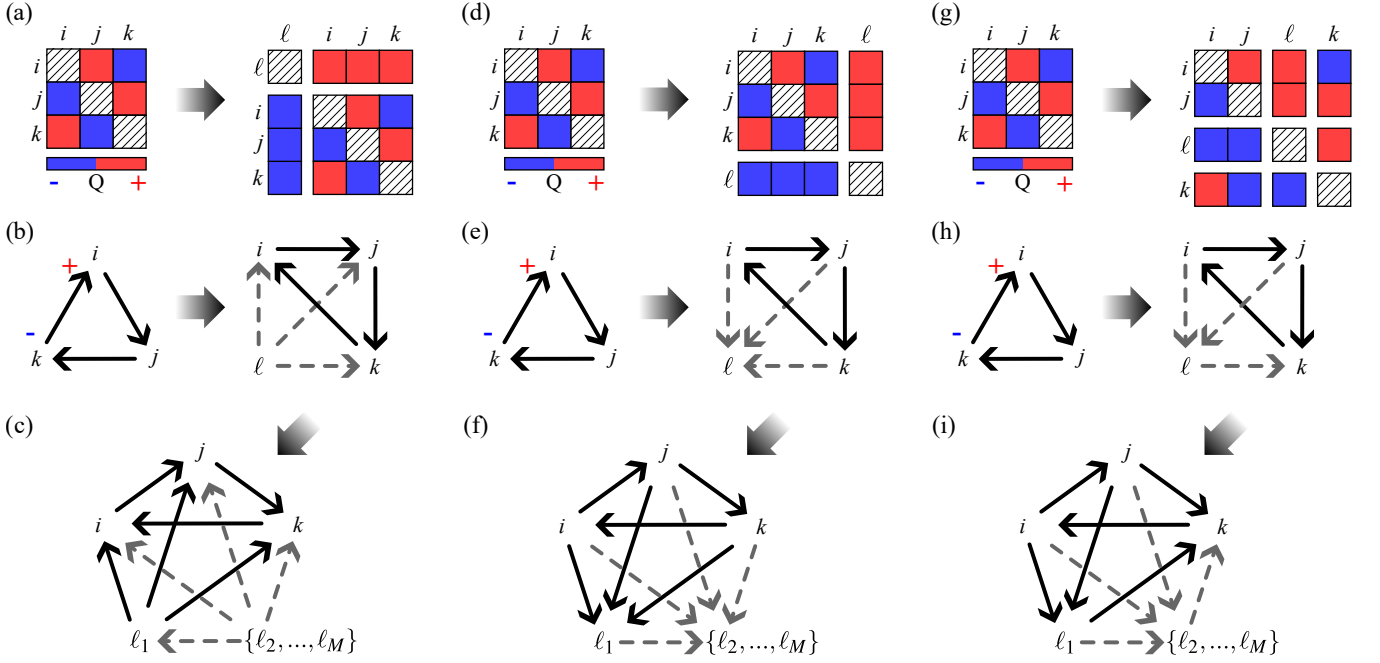 (a)
i j k
i
j
k
- Q +
ℓ i j k
ℓ
i
j
k
(d)
i j k
i
j
k
- Q +
i j k ℓ
i
j
k
ℓ
(g)
i j k
i
j
k
- Q +
i j ℓ k
i
j
ℓ
k
(b)
+ i
- k j
i j
ℓ k
(e)
+ i
- k j
i j
ℓ k
(h)
+ i
- k j
i j
ℓ k
(c)
j
i k
ℓ1 {ℓ2,...,ℓM}
(f)
j
i k
ℓ1 {ℓ2,...,ℓM}
(i)
j
i k
ℓ1 {ℓ2,...,ℓM}